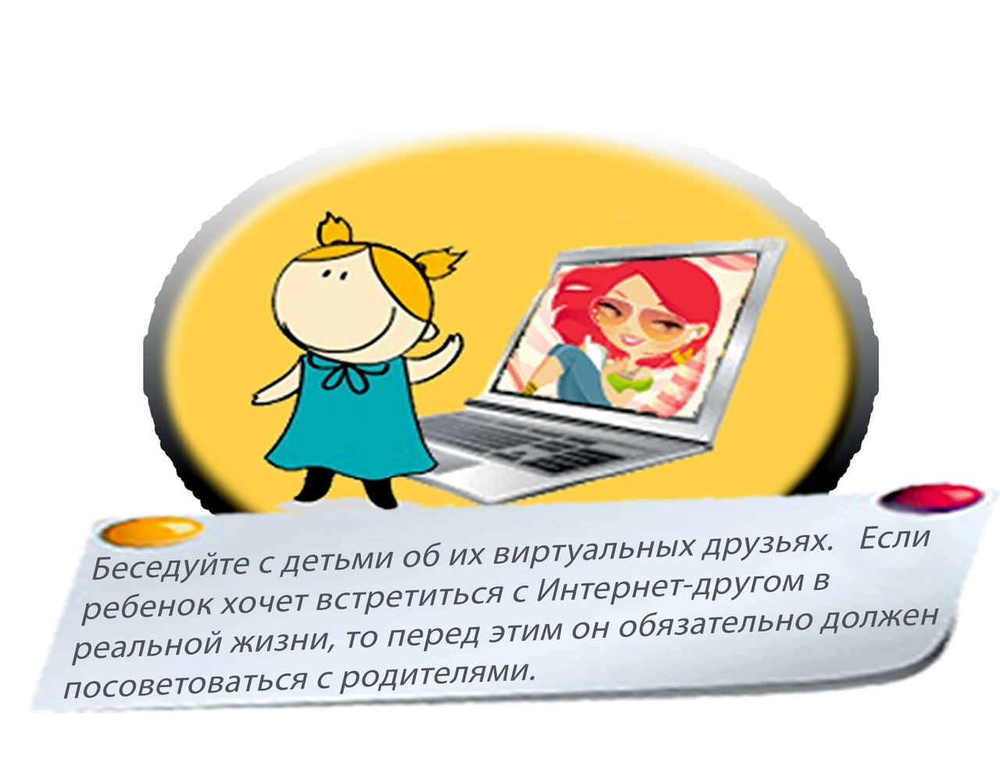 Беседуйте с детьми об их виртуальных друзьях. Если
ребенок хочет встретиться с Интернет-другом в
реальной жизни, то перед этим он обязательно должен
посоветоваться с родителями.